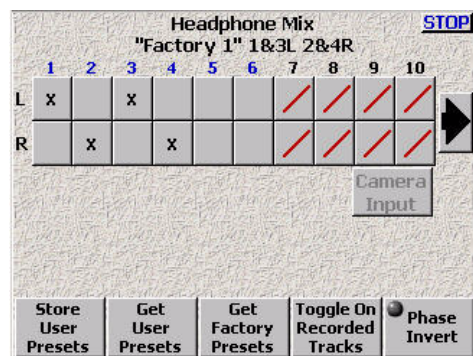 Headphone Mix STOP
"Factory 1" 1&3L 2&4R
1 2 3 4 5 6 7 8 9 10
L x x
R x x
Camera
Input
Store
User
Presets
Get
User
Presets
Get
Factory
Presets
Toggle On
Recorded
Tracks
Phase
Invert